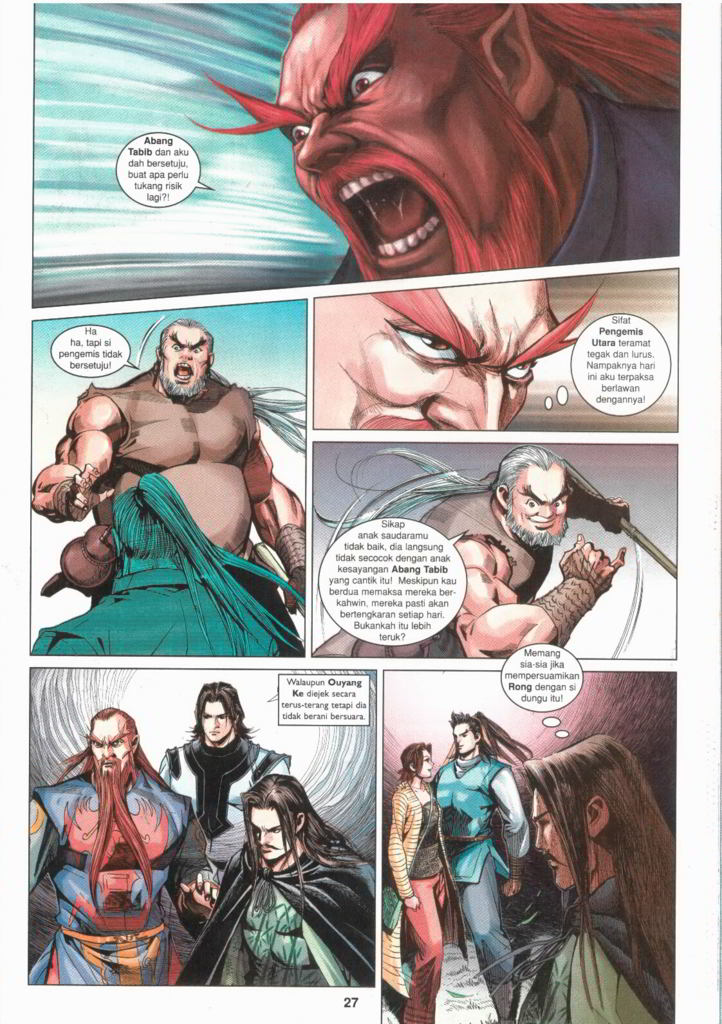 Abang
Tabib dan aku
dah bersetuju,
buat apa perlu
tukang risik
lagi?!
Ha
ha, tapi si
pengemis tidak
bersetuju!
Sifat
Pengemis
Utara teramat
tegak dan lurus.
Nampaknya hari
ini aku terpaksa
berlawan
dengannya!
Sikap
anak saudaramu
tidak baik, dia langsung
tidak secocok dengan anak
kesayangan Abang Tabib
yang cantik itu! Meskipun kau
berdua memaksa mereka ber-
kahwin, mereka pasti akan
bertengkaran setiap hari.
Bukankah itu lebih
teruk?
Walaupun Ouyang
Ke diejek secara
terus-terang tetapi dia
tidak berani bersuara.
Memang
sia-sia jika
mempersuamikan
Rong dengan si
dungu itu!
27